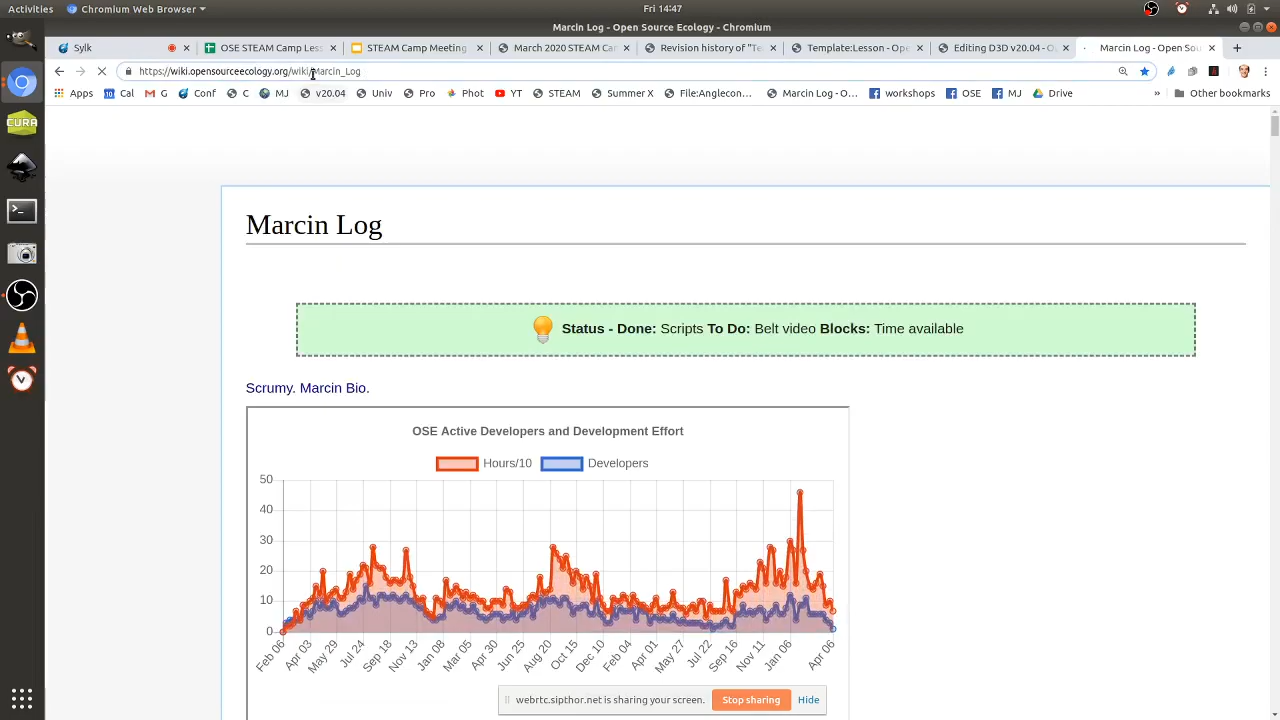 Activities
Chromium Web Browser
Fri 14:47
Marcin Log - Open Source Ecology - Chromium
Sylk
OSE STEAM Camp Less
STEAM Camp Meeting
March 2020 STEAM Ca
Revision history of "Te
Template:Lesson - Ope
Editing D3D v20.04 - O
Marcin Log - Open Sou
https://wiki.opensourceecology.org/wiki/Marcin_Log
Apps
Cal
G
Conf
C
MJ
v20.04
Univ
Pro
Phot
YT
STEAM
Summer X
File:Anglecon...
Marcin Log - O...
workshops
OSE
MJ
Drive
»
Other bookmarks
CURA
Marcin Log
Status - Done: Scripts To Do: Belt video Blocks: Time available
Scrumy. Marcin Bio.
OSE Active Developers and Development Effort
Hours/10
Developers
50
40
30
20
10
0
Feb 06
Apr 03
May 29
Jul 24
Sep 18
Nov 13
Jan 08
Mar 05
Apr 30
Jun 25
Aug 20
Oct 15
Dec 10
Feb 04
Apr 01
May 27
Jul 22
Sep 16
Nov 11
Jan 06
Apr 06
webrtc.sipthor.net is sharing your screen.
Stop sharing
Hide